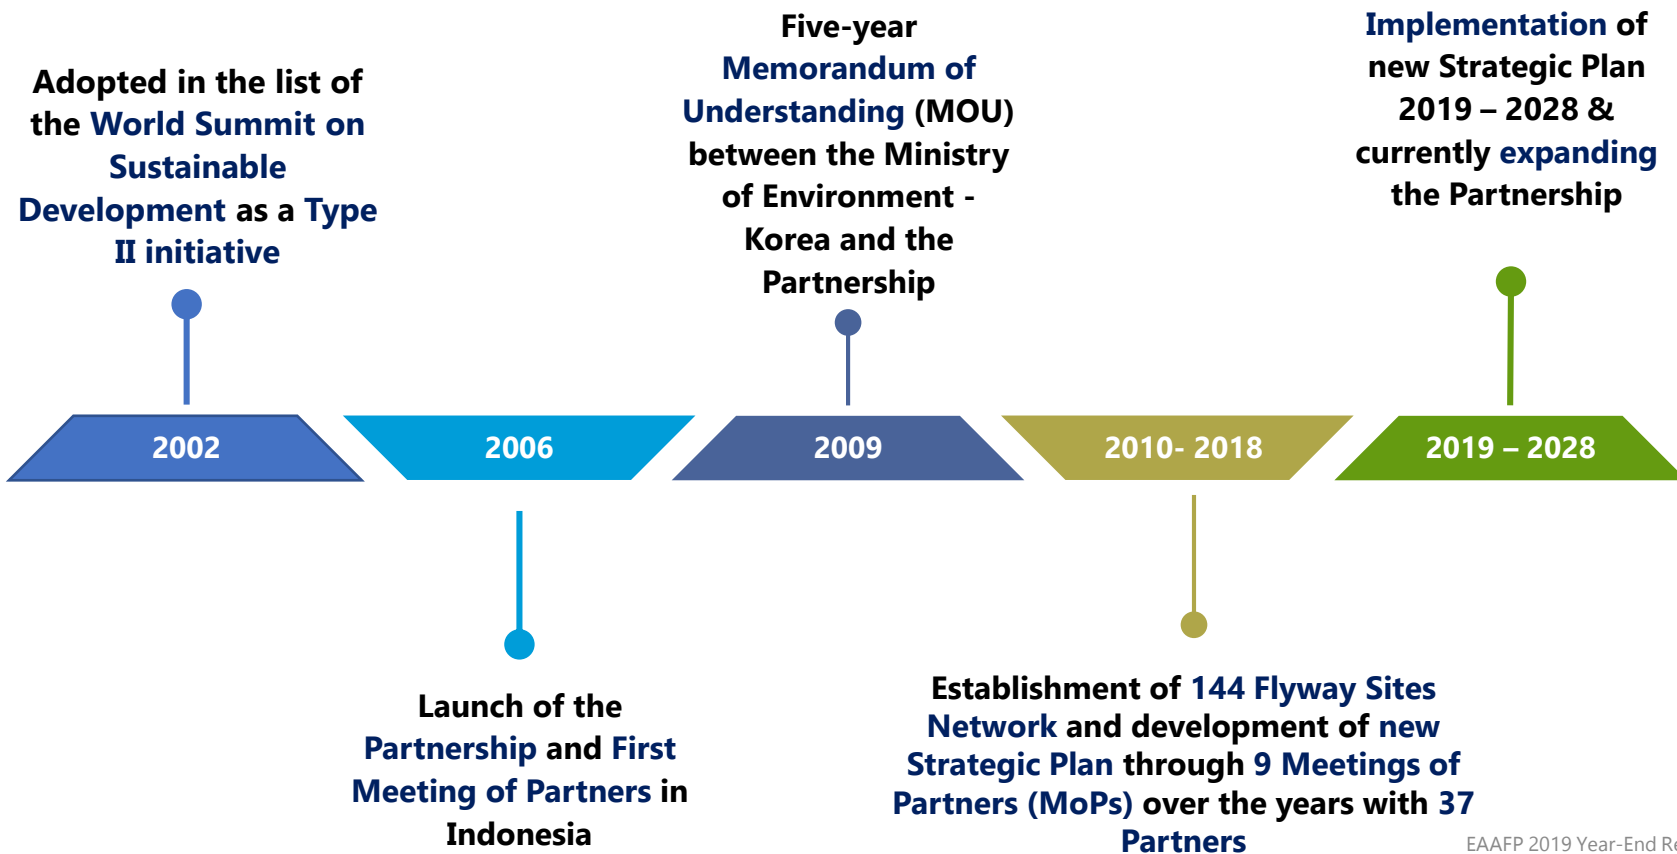 Adopted in the list of
the World Summit on
Sustainable
Development as a Type
II initiative
Five-year
Memorandum of
Understanding (MOU)
between the Ministry
of Environment -
Korea and the
Partnership
Implementation of
new Strategic Plan
2019 – 2028 &
currently expanding
the Partnership
2002
2006
2009
2010- 2018
2019 – 2028
Launch of the
Partnership and First
Meeting of Partners in
Indonesia
Establishment of 144 Flyway Sites
Network and development of new
Strategic Plan through 9 Meetings of
Partners (MoPs) over the years with 37
Partners
EAAFP 2019 Year-End Re